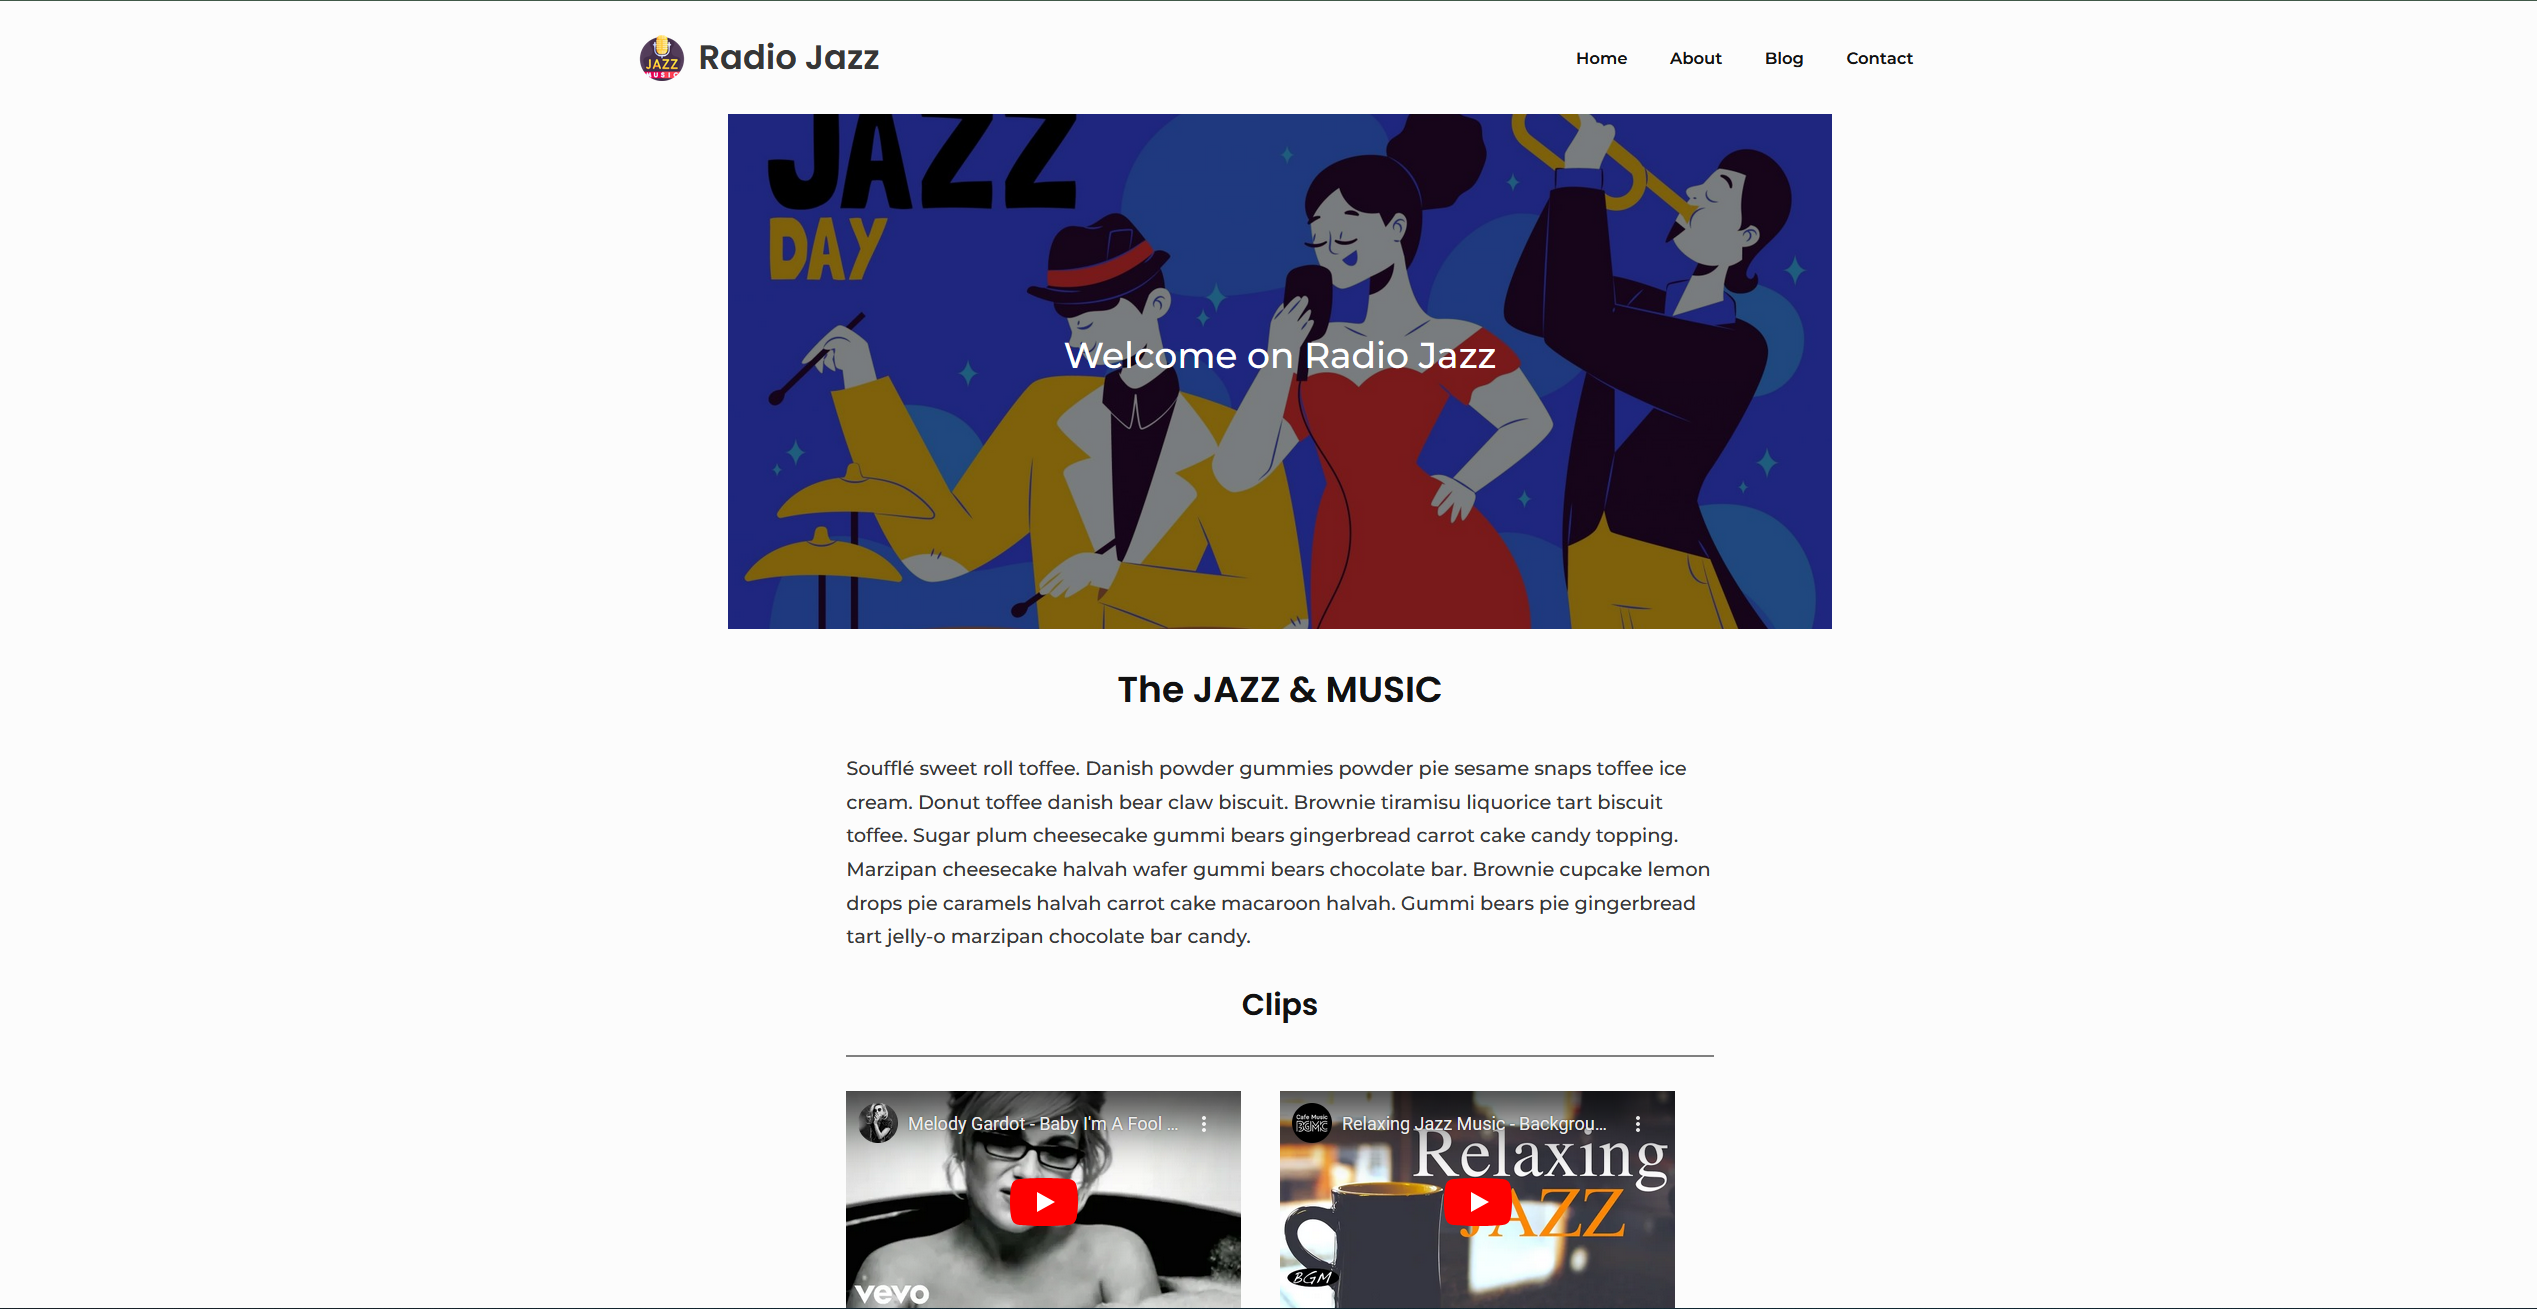 JAZZ
MUSIC
Radio Jazz
Home
About
Blog
Contact
JAZZ
DAY
Welcome on Radio Jazz
The JAZZ & MUSIC
Soufflé sweet roll toffee. Danish powder gummies powder pie sesame snaps toffee ice
cream. Donut toffee danish bear claw biscuit. Brownie tiramisu liquorice tart biscuit
toffee. Sugar plum cheesecake gummi bears gingerbread carrot cake candy topping.
Marzipan cheesecake halvah wafer gummi bears chocolate bar. Brownie cupcake lemon
drops pie caramels halvah carrot cake macaroon halvah. Gummi bears pie gingerbread
tart jelly-o marzipan chocolate bar candy.
Clips
Melody Gardot - Baby I'm A Fool ...
vevo
Cafe Music
BGMC
Relaxing Jazz Music - Backgrou...
Relaxing
JAZZ
BGM